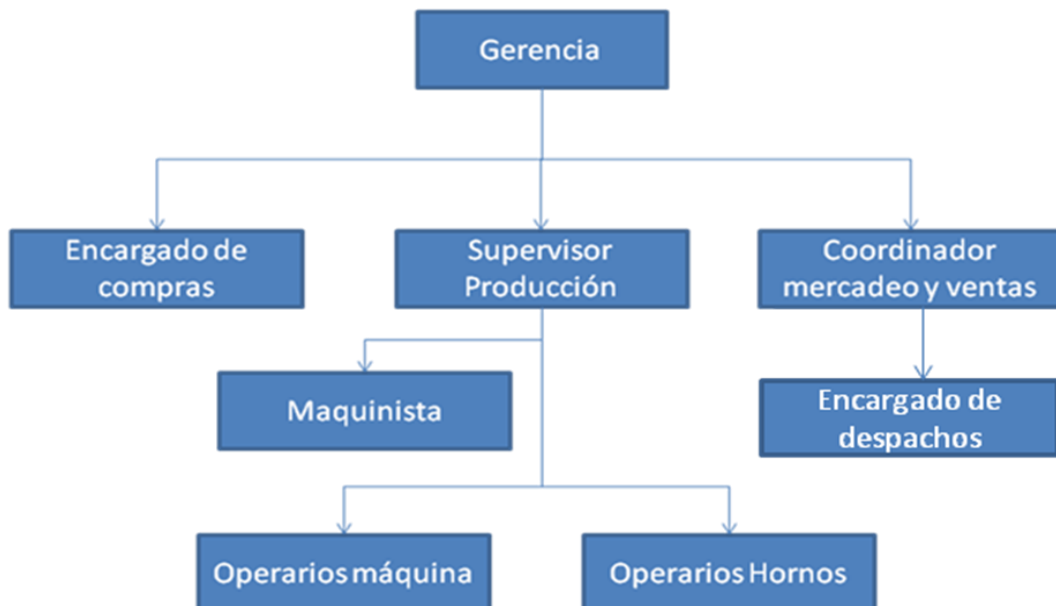 Gerencia
Encargado de
compras
Supervisor
Producción
Coordinador
mercadeo y ventas
Maquinista
Encargado de
despachos
Operarios máquina
Operarios Hornos